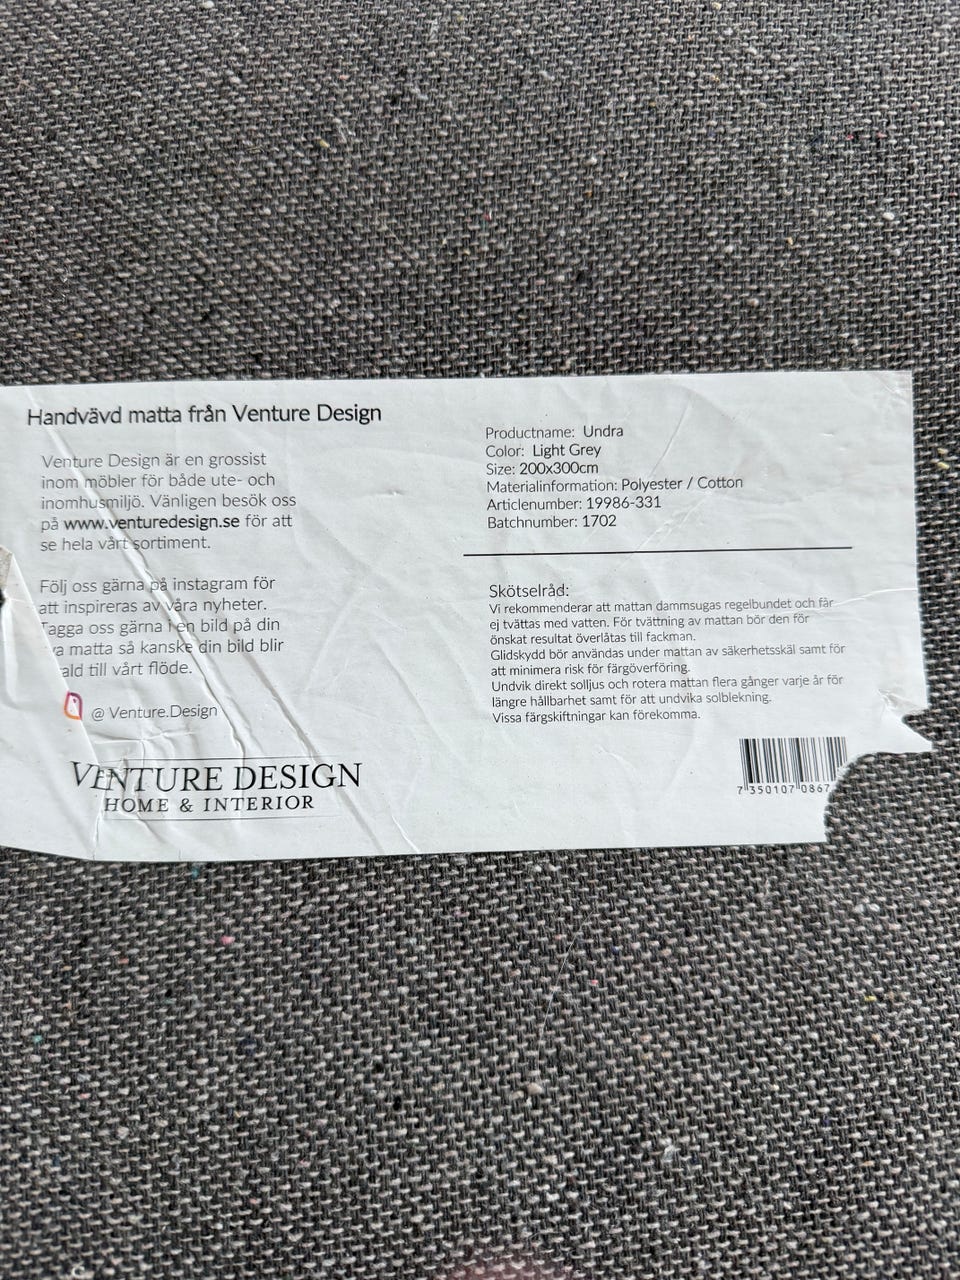 Handvävd matta från Venture Design
Venture Design är en grossist
inom möbler för både ute- och
inomhusmiljö. Vänligen besök oss
på www.venturedesign.se för att
se hela vårt sortiment.
Följ oss gärna på instagram för
att inspireras av våra nyheter.
Tagga oss gärna i en bild på din
matta så kanske din bild blir
till vårt flöde.
@ Venture.Design
VENTURE DESIGN
HOME & INTERIOR
Productname: Undra
Color: Light Grey
Size: 200x300cm
Materialinformation: Polyester / Cotton
Articlenumber: 19986-331
Batchnumber: 1702
Skötselråd:
Vi rekommenderar att mattan dammsugas regelbundet och får
ej tvättas med vatten. För tvättning av mattan bör den för
önskat resultat överlåtas till fackman.
Glidskydd bör användas under mattan av säkerhetsskäl samt för
att minimera risk för färgöverföring.
Undvik direkt solljus och rotera mattan flera gånger varje år för
längre hållbarhet samt för att undvika solblekning.
Vissa färgskiftningar kan förekomma.
7 350107 0867